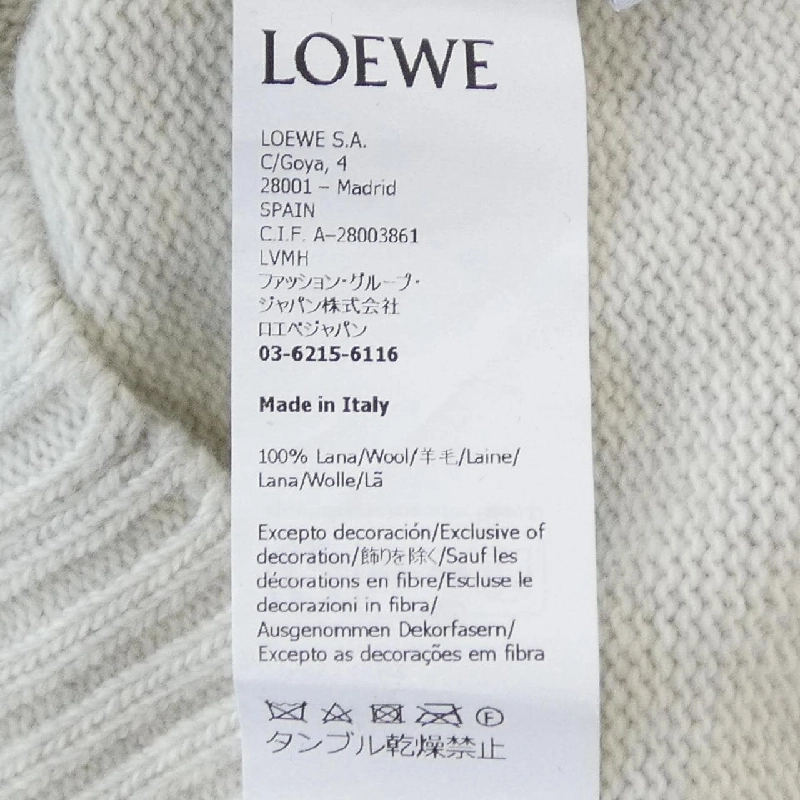 LOEWE
LOEWE S.A.
C/Goya, 4
28001 – Madrid
SPAIN
C.I.F. A–28003861
LVMH
ファッション・グループ・
ジャパン株式会社
ロエベジャパン
03-6215-6116
Made in Italy
100% Lana/Wool/羊毛/Laine/
Lana/Wolle/Lã
Excepto decoración/Exclusive of
decoration/飾りを除く/Sauf les
décorations en fibre/Escluse le
decorazioni in fibra/
Ausgenommen Dekorfasern/
Excepto as decorações em fibra
F
タンブル乾燥禁止